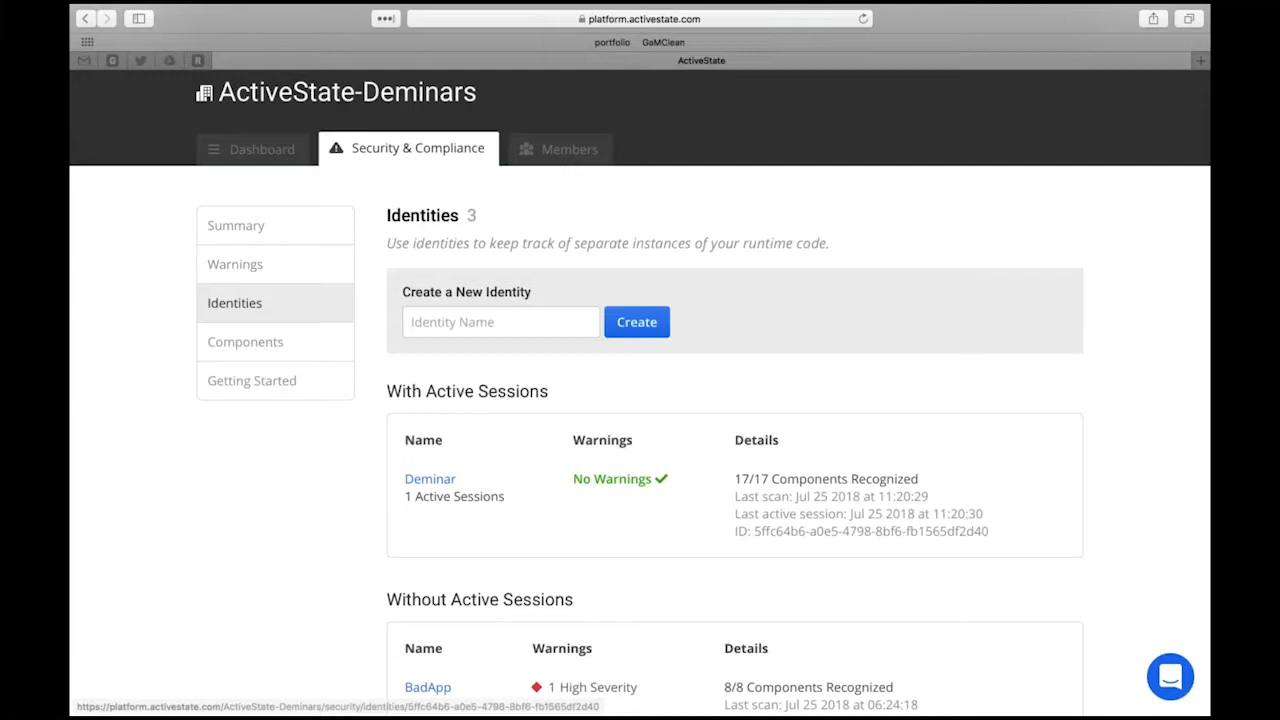 platform.activestate.com
portfolio GaMClean
ActiveState
ActiveState-Deminars
Dashboard Security & Compliance Members
Summary
Warnings
Identities
Components
Getting Started
Identities 3
Use identities to keep track of separate instances of your runtime code.
Create a New Identity
Identity Name Create
With Active Sessions
Name Warnings Details
Deminar No Warnings 17/17 Components Recognized
1 Active Sessions Last scan: Jul 25 2018 at 11:20:29
Last active session: Jul 25 2018 at 11:20:30
ID: 5ffc64b6-a0e5-4798-8bf6-fb1565df2d40
Without Active Sessions
Name Warnings Details
BadApp 1 High Severity 8/8 Components Recognized
Last scan: Jul 25 2018 at 06:24:18
https://platform.activestate.com/ActiveState-Deminars/security/identities/5ffc64b6-a0e5-4798-8bf6-fb1565df2d40